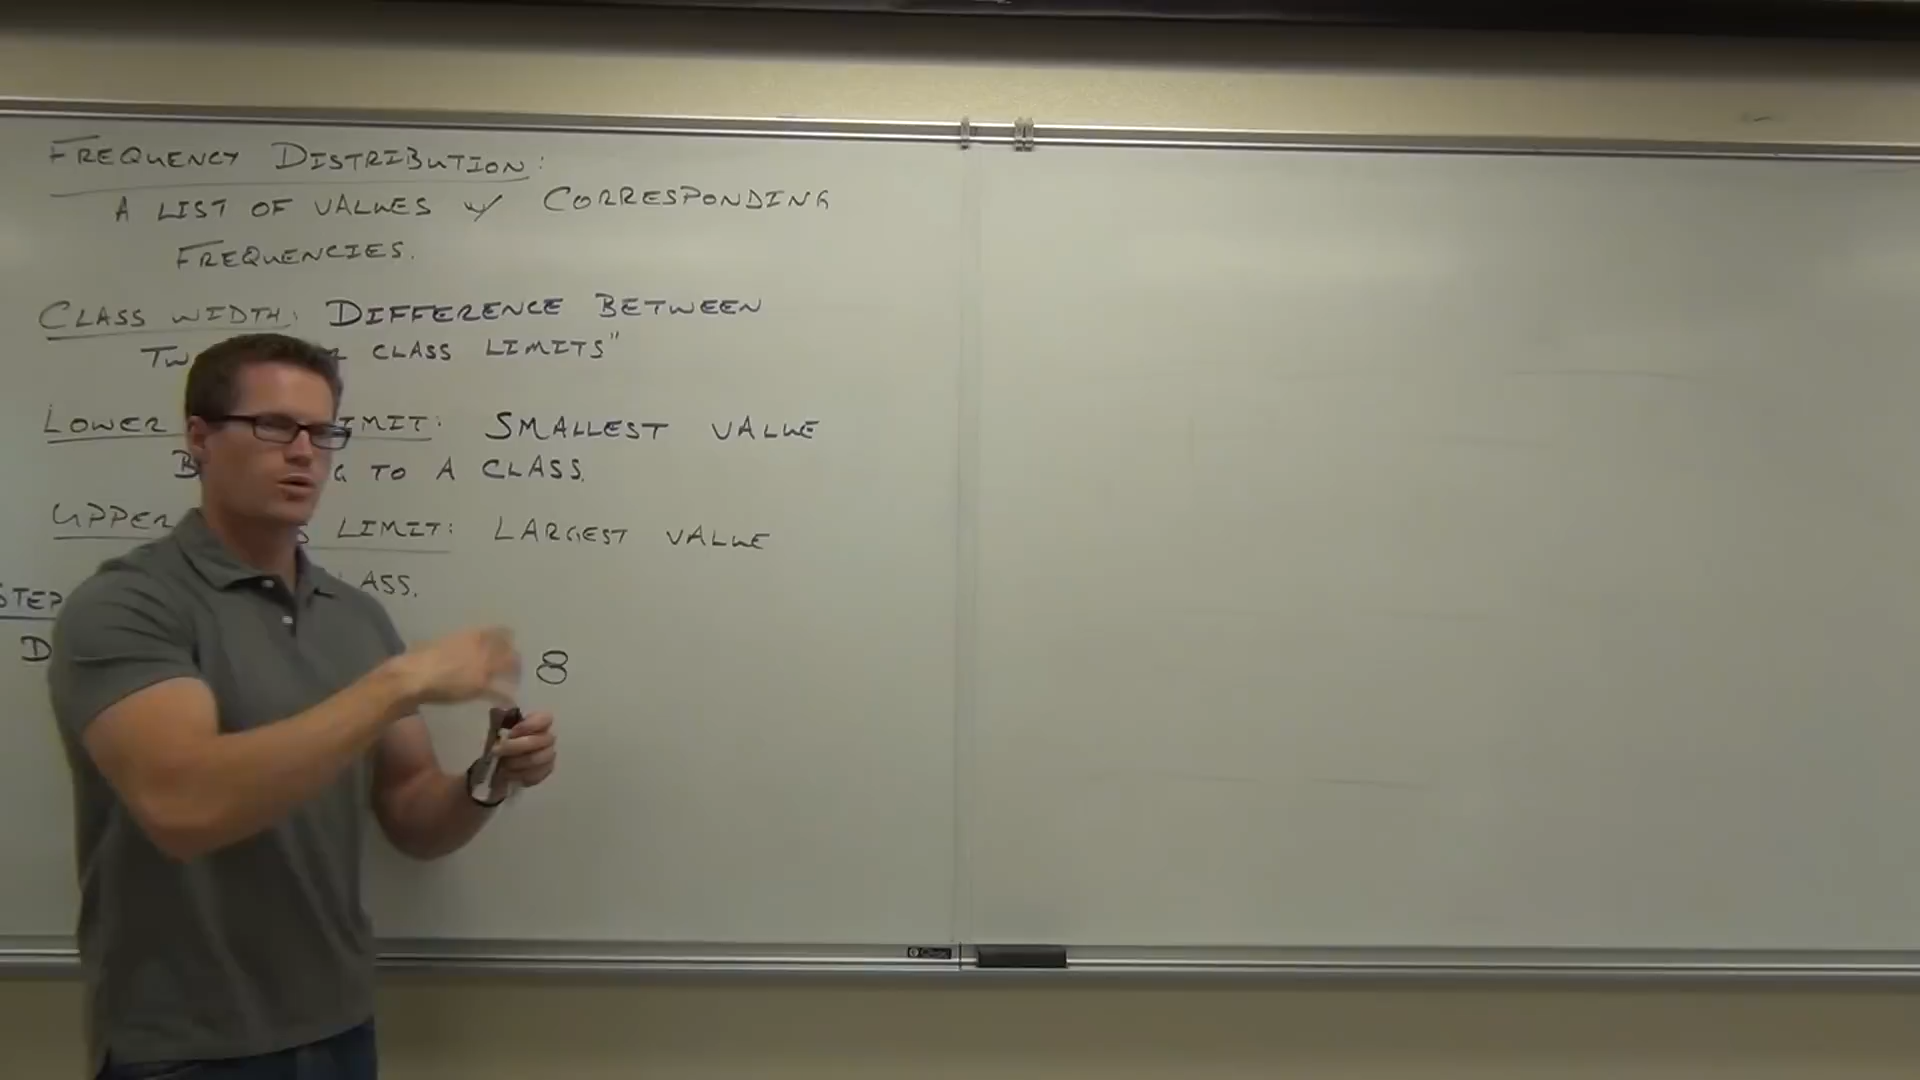 FREQUENCY DISTRIBUTION:
A LIST OF VALUES w/ CORRESPONDING
FREQUENCIES.
CLASS WIDTH: DIFFERENCE BETWEEN
CLASS LIMITS"
LOWER LIMIT: SMALLEST VALUE
TO A CLASS.
UPPER LIMIT: LARGEST VALUE
STEP
8